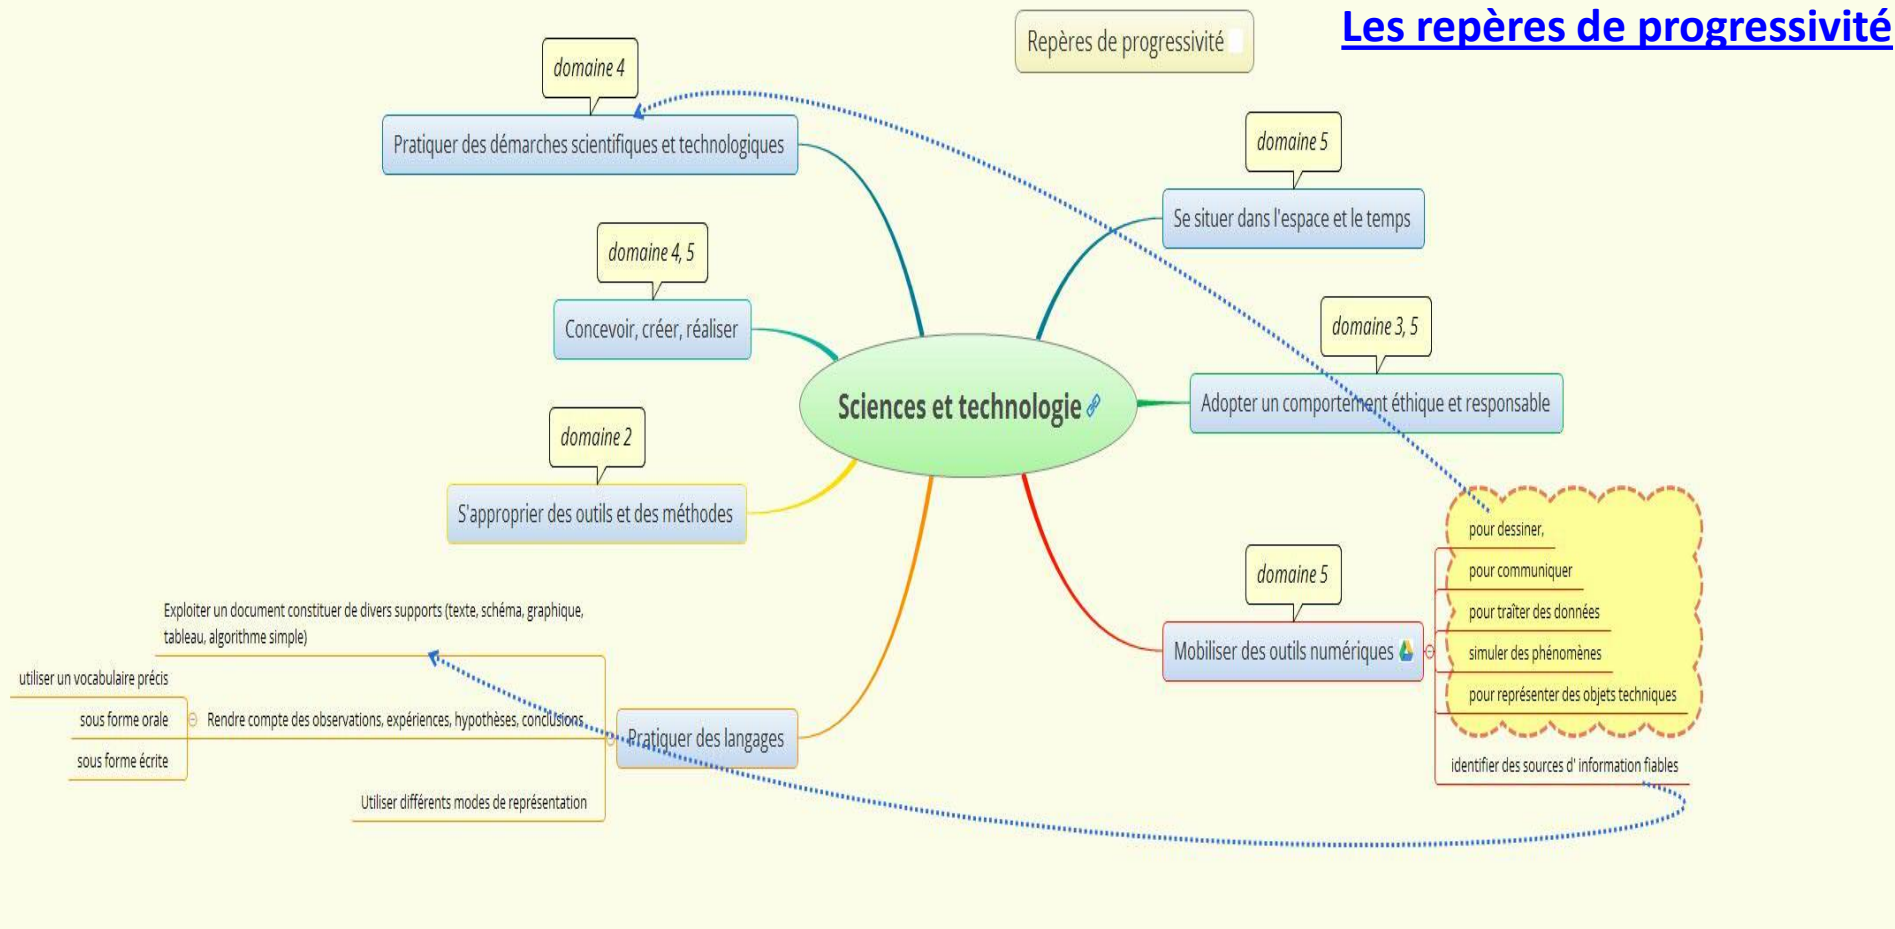 Les repères de progressivité
Repères de progressivité
domaine 4
Pratiquer des démarches scientifiques et technologiques
domaine 5
Se situer dans l'espace et le temps
domaine 4, 5
Concevoir, créer, réaliser
domaine 3, 5
Adopter un comportement éthique et responsable
Sciences et technologie
domaine 2
S'approprier des outils et des méthodes
domaine 5
Mobiliser des outils numériques
pour dessiner,
pour communiquer
pour traîter des données
simuler des phénomènes
pour représenter des objets techniques
identifier des sources d' information fiables
Pratiquer des langages
Exploiter un document constituer de divers supports (texte, schéma, graphique,
tableau, algorithme simple)
Rendre compte des observations, expériences, hypothèses, conclusions
utiliser un vocabulaire précis
sous forme orale
sous forme écrite
Utiliser différents modes de représentation